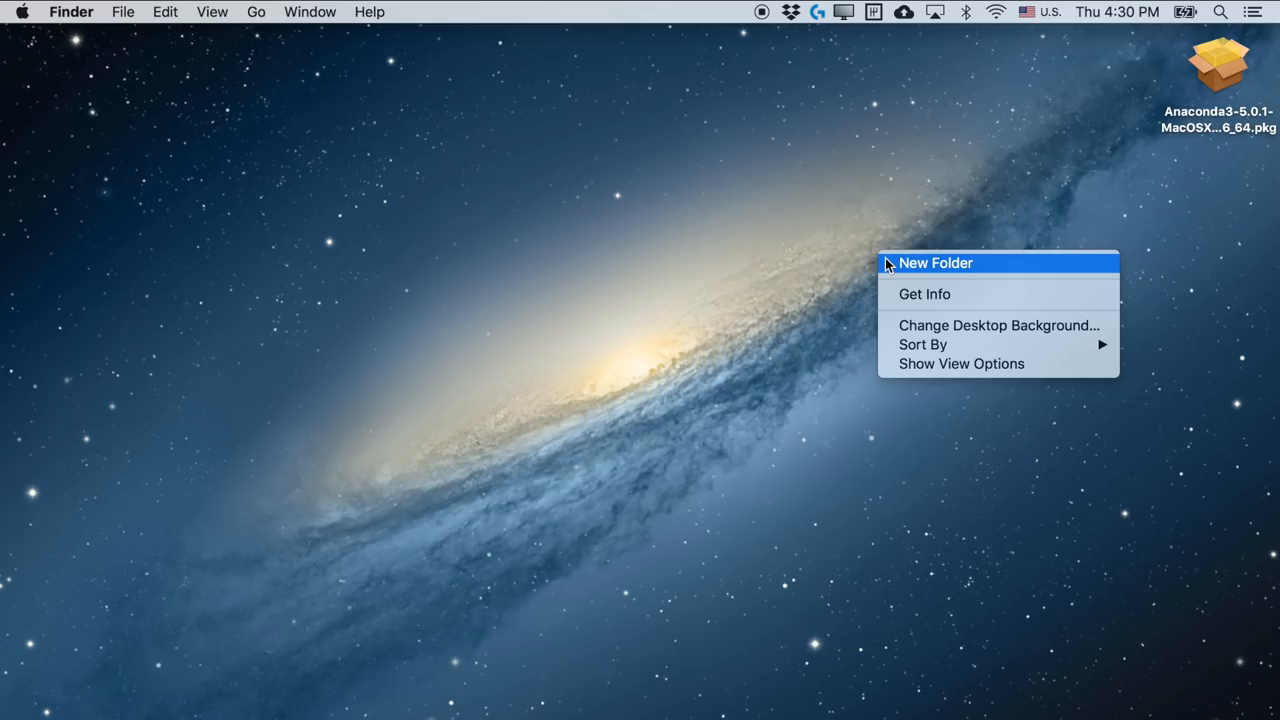 Finder File Edit View Go Window Help U.S. Thu 4:30 PM
Anaconda3-5.0.1-
MacOSX...6_64.pkg
New Folder
Get Info
Change Desktop Background...
Sort By
Show View Options